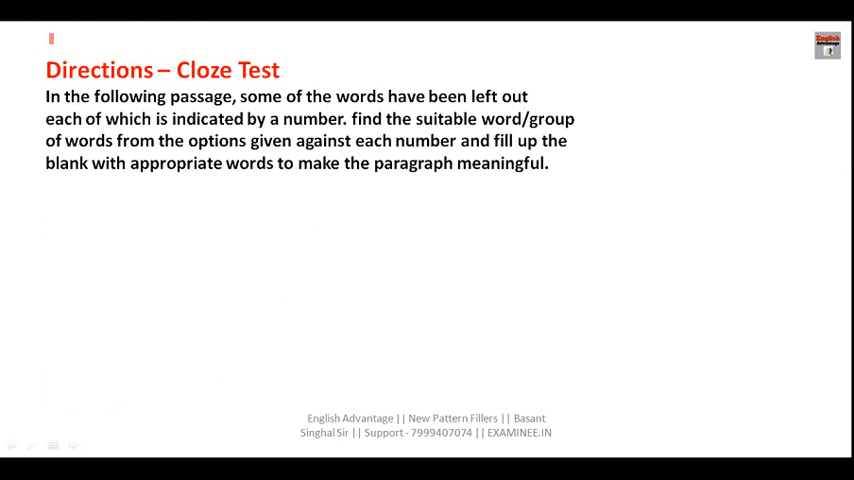 English
Advantage
Directions – Cloze Test
In the following passage, some of the words have been left out
each of which is indicated by a number. find the suitable word/group
of words from the options given against each number and fill up the
blank with appropriate words to make the paragraph meaningful.
English Advantage || New Pattern Fillers || Basant
Singhal Sir || Support - 7999407074 || EXAMINEE.IN